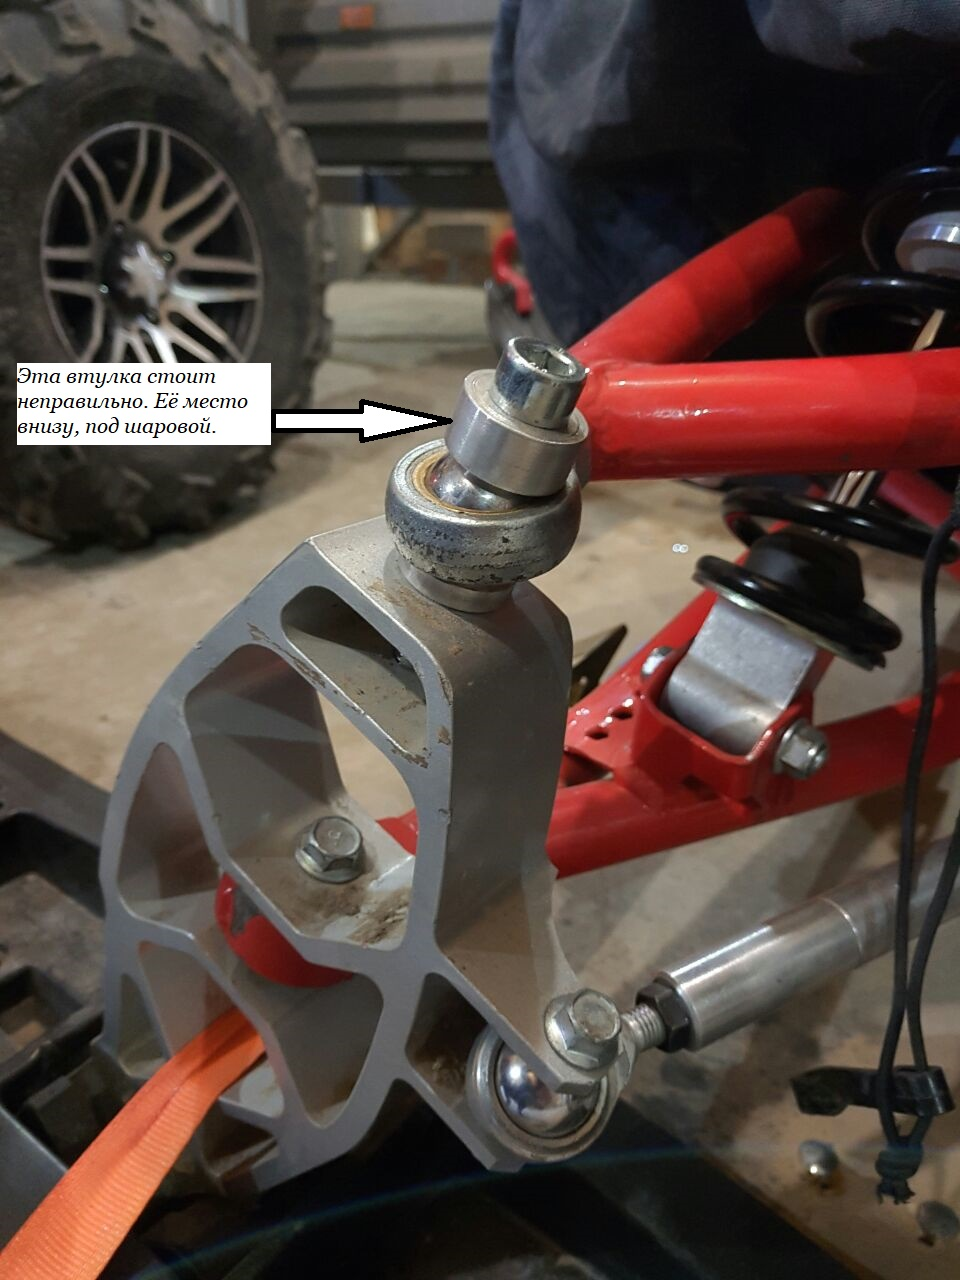 Эта втулка стоит
неправильно. Её место
внизу, под шаровой.